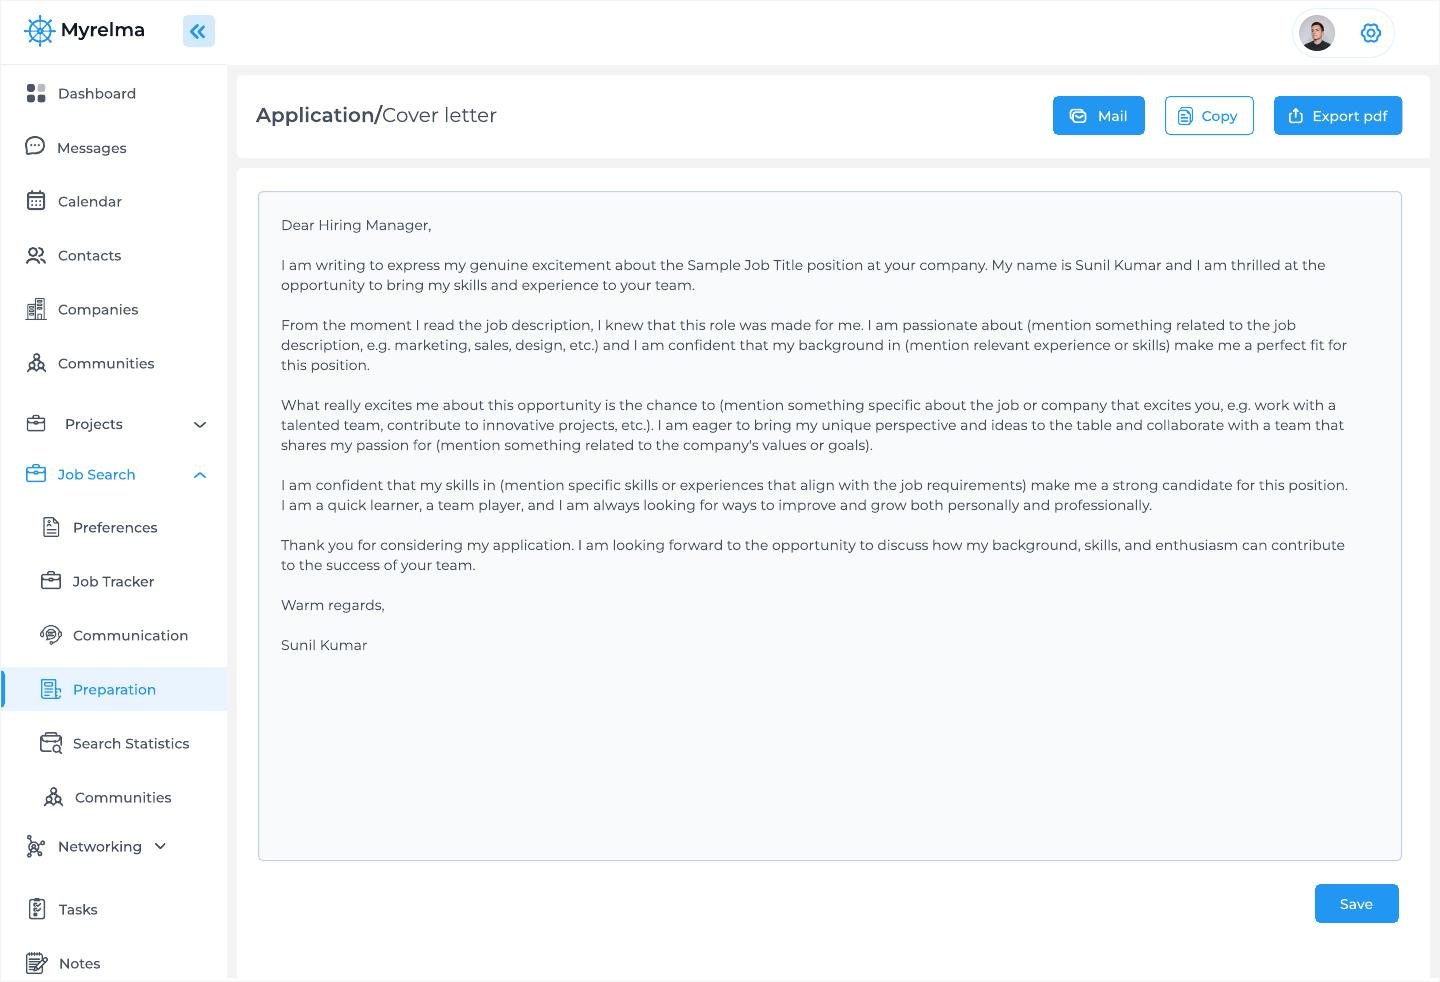 Myrelma
Dashboard
Messages
Calendar
Contacts
Companies
Communities
Projects
Job Search
Preferences
Job Tracker
Communication
Preparation
Search Statistics
Communities
Networking
Tasks
Notes
Application/Cover letter
Mail
Copy
Export pdf
Dear Hiring Manager,
I am writing to express my genuine excitement about the Sample Job Title position at your company. My name is Sunil Kumar and I am thrilled at the
opportunity to bring my skills and experience to your team.
From the moment I read the job description, I knew that this role was made for me. I am passionate about (mention something related to the job
description, e.g. marketing, sales, design, etc.) and I am confident that my background in (mention relevant experience or skills) make me a perfect fit for
this position.
What really excites me about this opportunity is the chance to (mention something specific about the job or company that excites you, e.g. work with a
talented team, contribute to innovative projects, etc.). I am eager to bring my unique perspective and ideas to the table and collaborate with a team that
shares my passion for (mention something related to the company's values or goals).
I am confident that my skills in (mention specific skills or experiences that align with the job requirements) make me a strong candidate for this position.
I am a quick learner, a team player, and I am always looking for ways to improve and grow both personally and professionally.
Thank you for considering my application. I am looking forward to the opportunity to discuss how my background, skills, and enthusiasm can contribute
to the success of your team.
Warm regards,
Sunil Kumar
Save